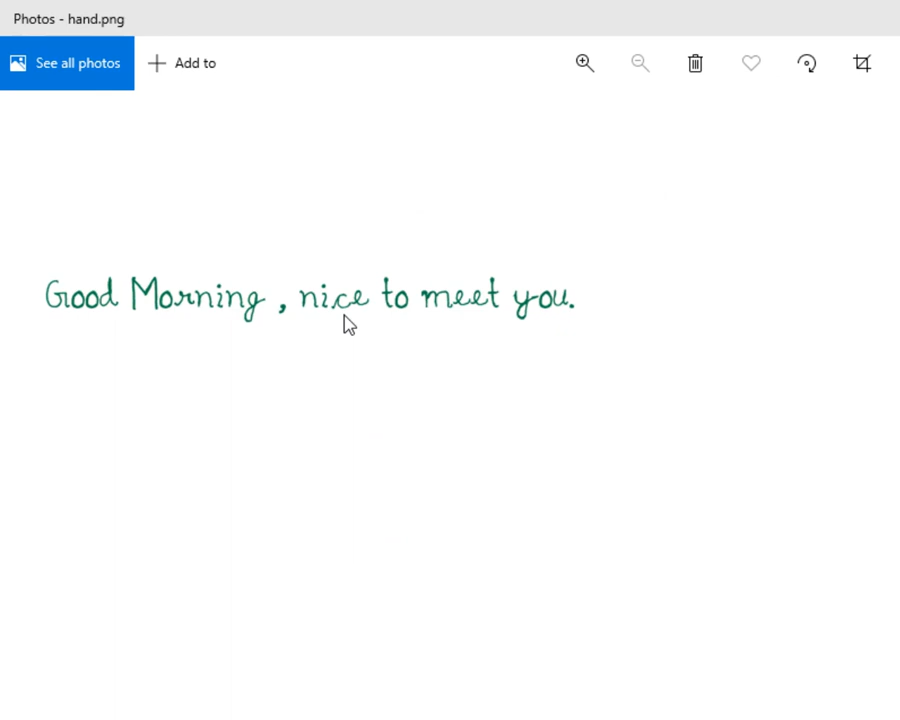 Photos - hand.png
See all photos
Add to
Good Morning , nice to meet you.